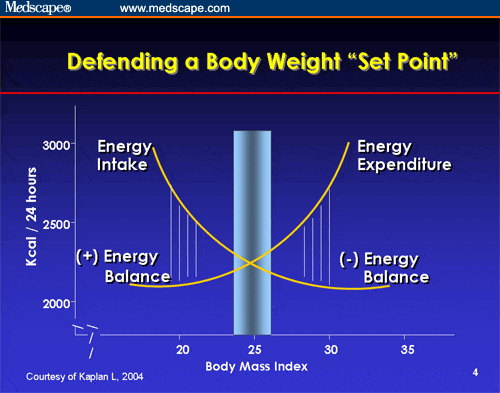 Medscape® www.medscape.com
Defending a Body Weight “Set Point”
Kcal / 24 hours
3000
2500
2000
Energy
Intake
Energy
Expenditure
(+) Energy
Balance
(-) Energy
Balance
20 25 30 35
Body Mass Index
Courtesy of Kaplan L, 2004
4